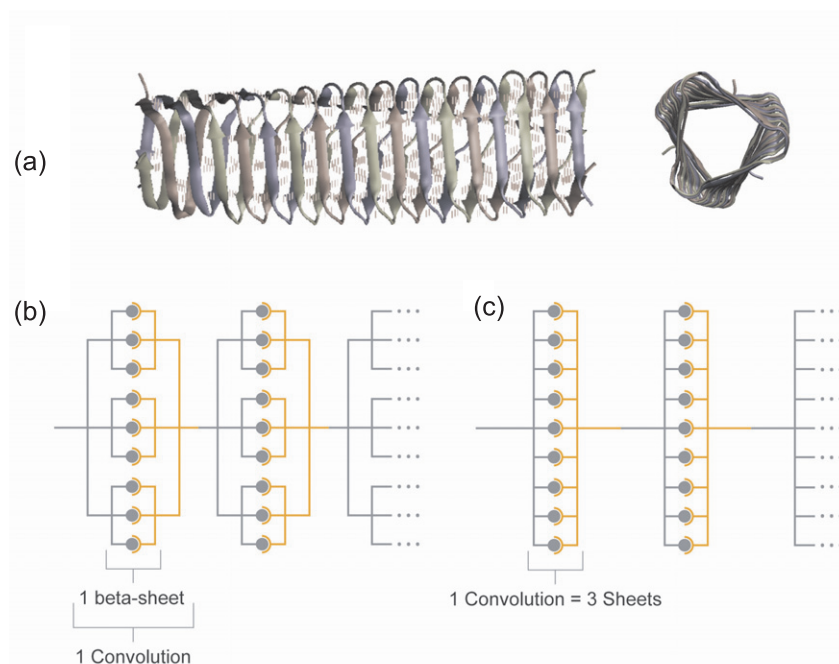 (a)
(b)
(c)
1 beta-sheet
1 Convolution = 3 Sheets
1 Convolution